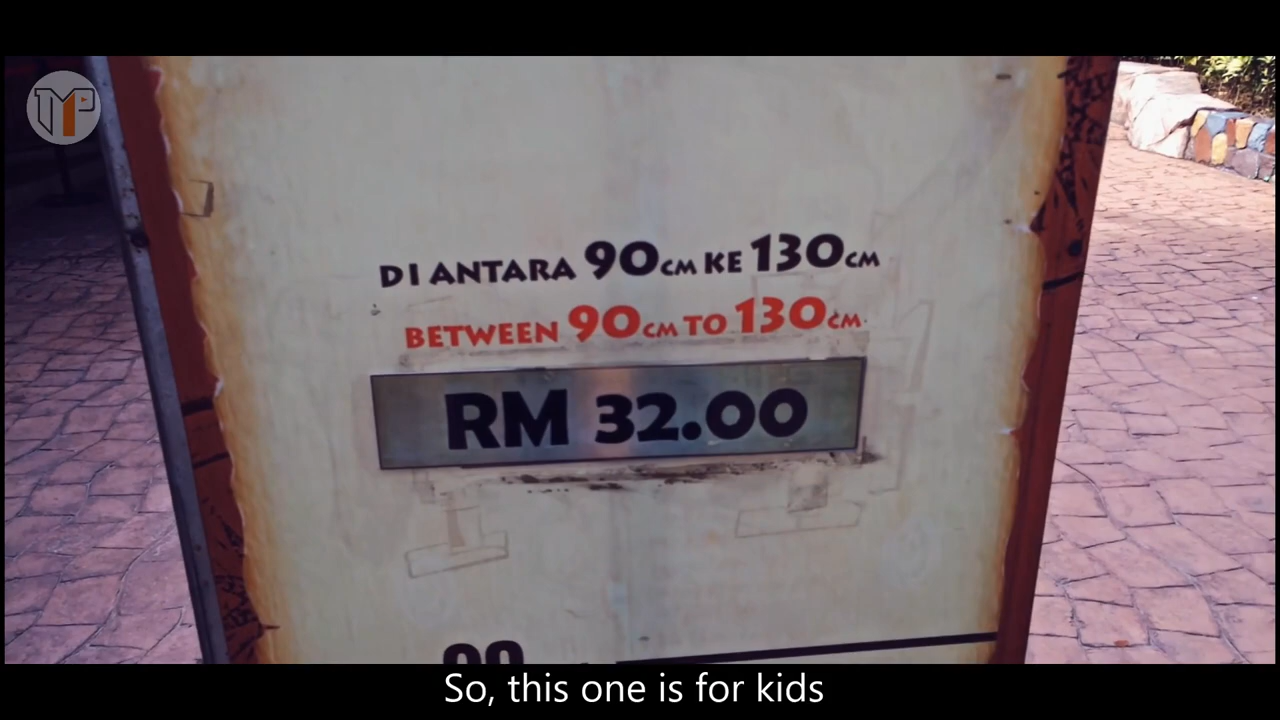 DI ANTARA 90CM KE 130CM
BETWEEN 90CM TO 130CM
RM 32.00
So, this one is for kids